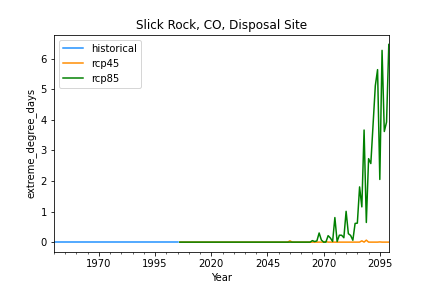 Slick Rock, CO, Disposal Site
historical
rcp45
rcp85
extreme_degree_days
6
5
4
3
2
1
0
1970 1995 2020 2045 2070 2095
Year